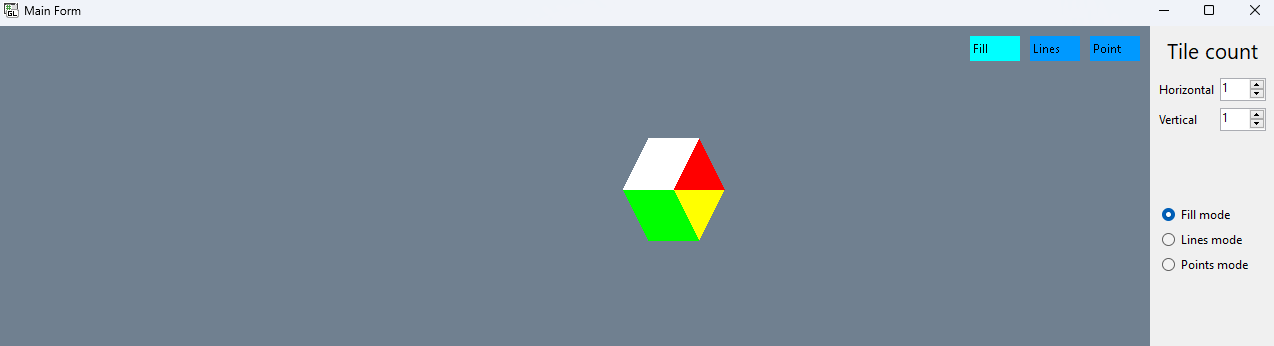 Main Form
Fill Lines Point
Tile count
Horizontal 1
Vertical 1
Fill mode
Lines mode
Points mode